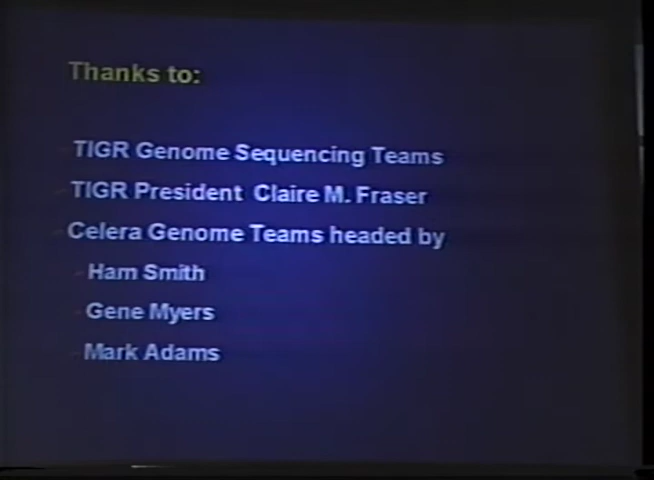 Thanks to:
TIGR Genome Sequencing Teams
TIGR President Claire M. Fraser
Celera Genome Teams headed by
Ham Smith
Gene Myers
Mark Adams